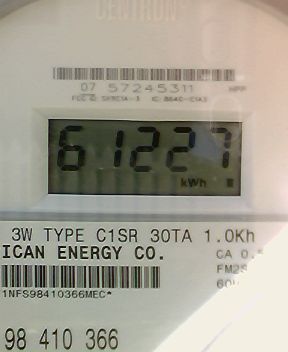 CENTRON
07 57245311
61227
kWh
3W TYPE C1SR 30TA 1.0Kh
ICAN ENERGY CO.
CA 0.5
FM2S
60
1NFS98410366MEC*
98 410 366